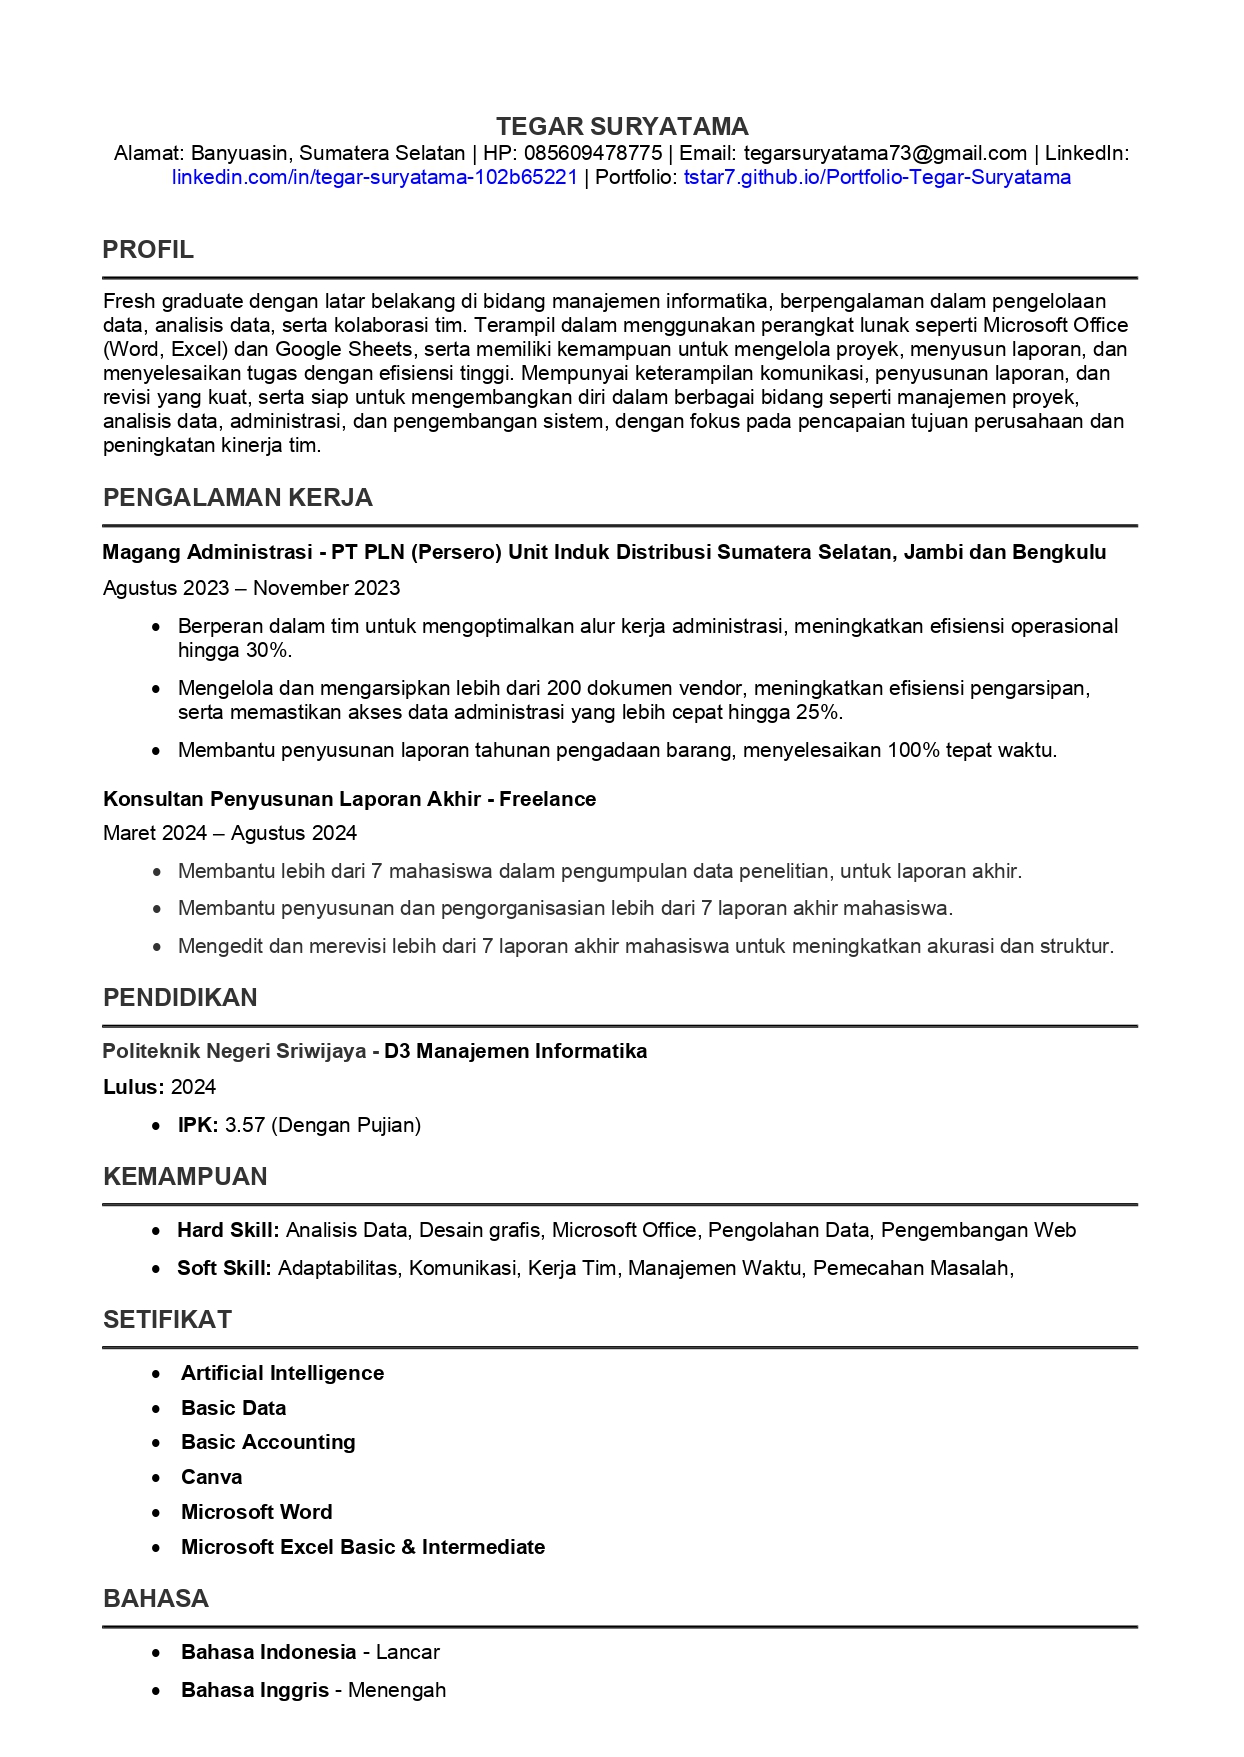 TEGAR SURYATAMA
Alamat: Banyuasin, Sumatera Selatan | HP: 085609478775 | Email: tegarsuryatama73@gmail.com | LinkedIn:
linkedin.com/in/tegar-suryatama-102b65221 | Portfolio: tstar7.github.io/Portfolio-Tegar-Suryatama
PROFIL
Fresh graduate dengan latar belakang di bidang manajemen informatika, berpengalaman dalam pengelolaan
data, analisis data, serta kolaborasi tim. Terampil dalam menggunakan perangkat lunak seperti Microsoft Office
(Word, Excel) dan Google Sheets, serta memiliki kemampuan untuk mengelola proyek, menyusun laporan, dan
menyelesaikan tugas dengan efisiensi tinggi. Mempunyai keterampilan komunikasi, penyusunan laporan, dan
revisi yang kuat, serta siap untuk mengembangkan diri dalam berbagai bidang seperti manajemen proyek,
analisis data, administrasi, dan pengembangan sistem, dengan fokus pada pencapaian tujuan perusahaan dan
peningkatan kinerja tim.
PENGALAMAN KERJA
Magang Administrasi - PT PLN (Persero) Unit Induk Distribusi Sumatera Selatan, Jambi dan Bengkulu
Agustus 2023 – November 2023
• Berperan dalam tim untuk mengoptimalkan alur kerja administrasi, meningkatkan efisiensi operasional
hingga 30%.
• Mengelola dan mengarsipkan lebih dari 200 dokumen vendor, meningkatkan efisiensi pengarsipan,
serta memastikan akses data administrasi yang lebih cepat hingga 25%.
• Membantu penyusunan laporan tahunan pengadaan barang, menyelesaikan 100% tepat waktu.
Konsultan Penyusunan Laporan Akhir - Freelance
Maret 2024 – Agustus 2024
• Membantu lebih dari 7 mahasiswa dalam pengumpulan data penelitian, untuk laporan akhir.
• Membantu penyusunan dan pengorganisasian lebih dari 7 laporan akhir mahasiswa.
• Mengedit dan merevisi lebih dari 7 laporan akhir mahasiswa untuk meningkatkan akurasi dan struktur.
PENDIDIKAN
Politeknik Negeri Sriwijaya - D3 Manajemen Informatika
Lulus: 2024
• IPK: 3.57 (Dengan Pujian)
KEMAMPUAN
• Hard Skill: Analisis Data, Desain grafis, Microsoft Office, Pengolahan Data, Pengembangan Web
• Soft Skill: Adaptabilitas, Komunikasi, Kerja Tim, Manajemen Waktu, Pemecahan Masalah,
SETIFIKAT
• Artificial Intelligence
• Basic Data
• Basic Accounting
• Canva
• Microsoft Word
• Microsoft Excel Basic & Intermediate
BAHASA
• Bahasa Indonesia - Lancar
• Bahasa Inggris - Menengah